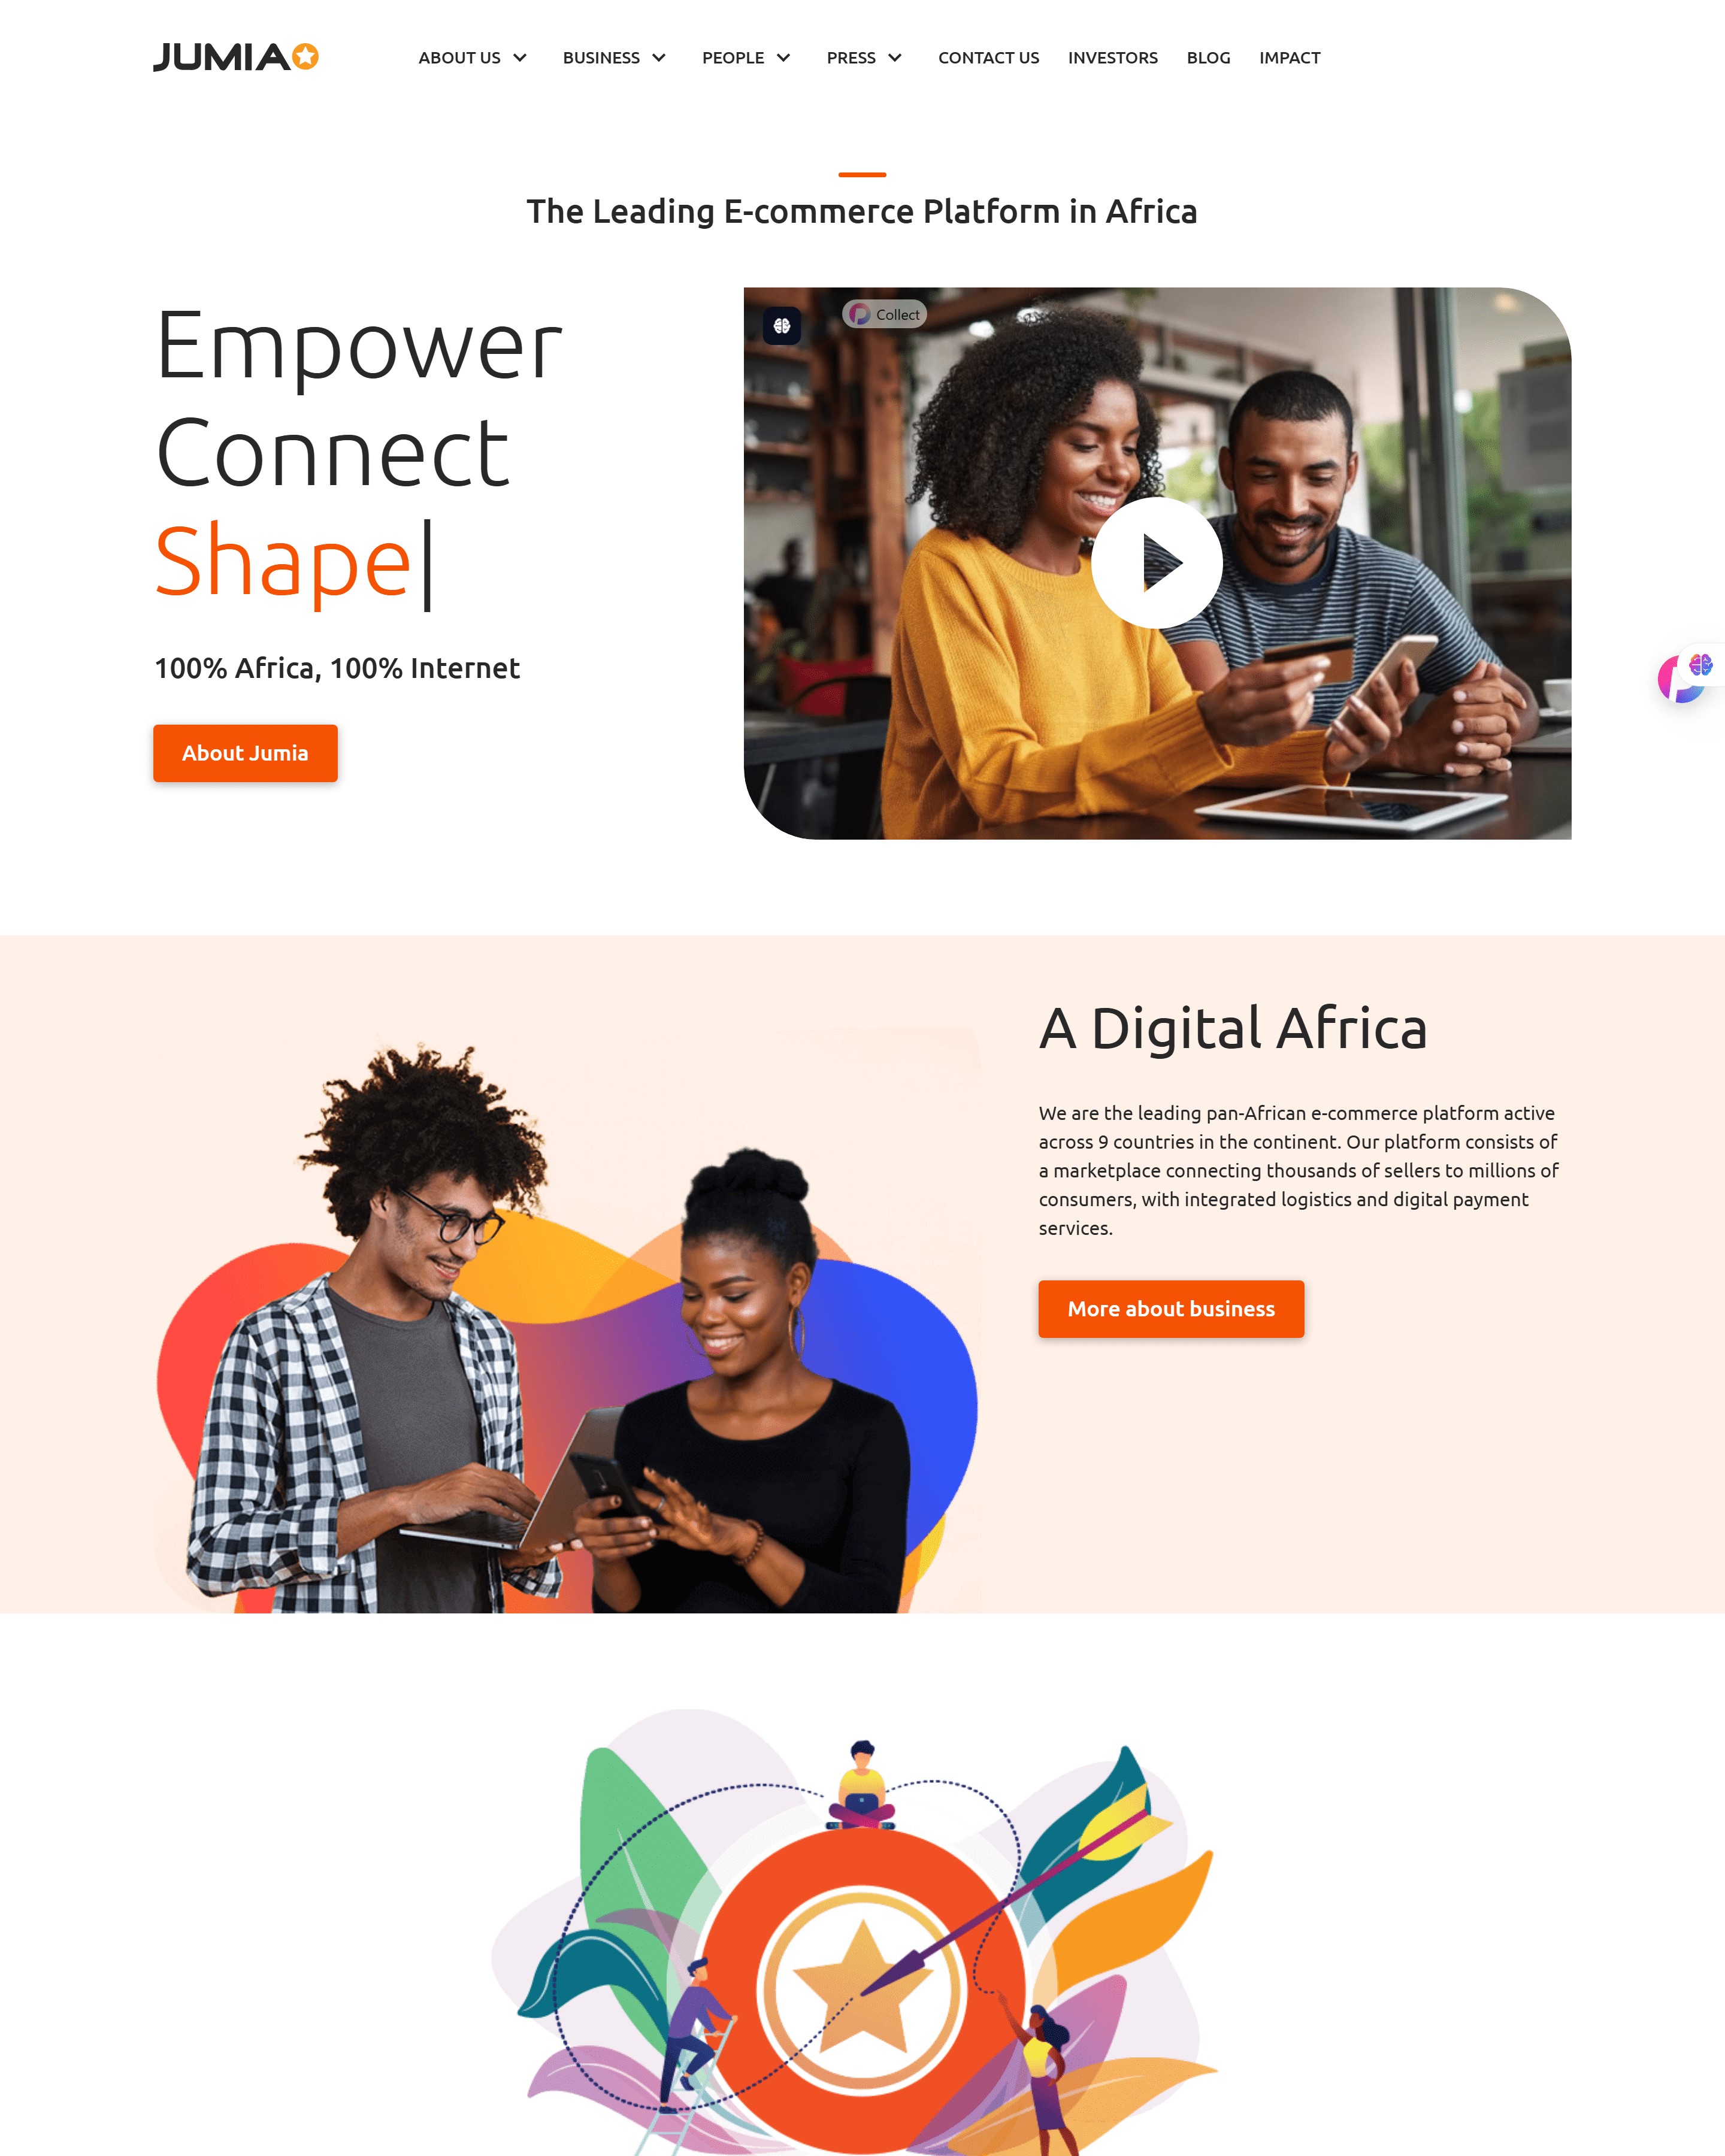 JUMIA
ABOUT US
BUSINESS
PEOPLE
PRESS
CONTACT US
INVESTORS
BLOG
IMPACT
The Leading E-commerce Platform in Africa
Empower
Connect
Shape|
100% Africa, 100% Internet
About Jumia
Collect
A Digital Africa
We are the leading pan-African e-commerce platform active
across 9 countries in the continent. Our platform consists of
a marketplace connecting thousands of sellers to millions of
consumers, with integrated logistics and digital payment
services.
More about business